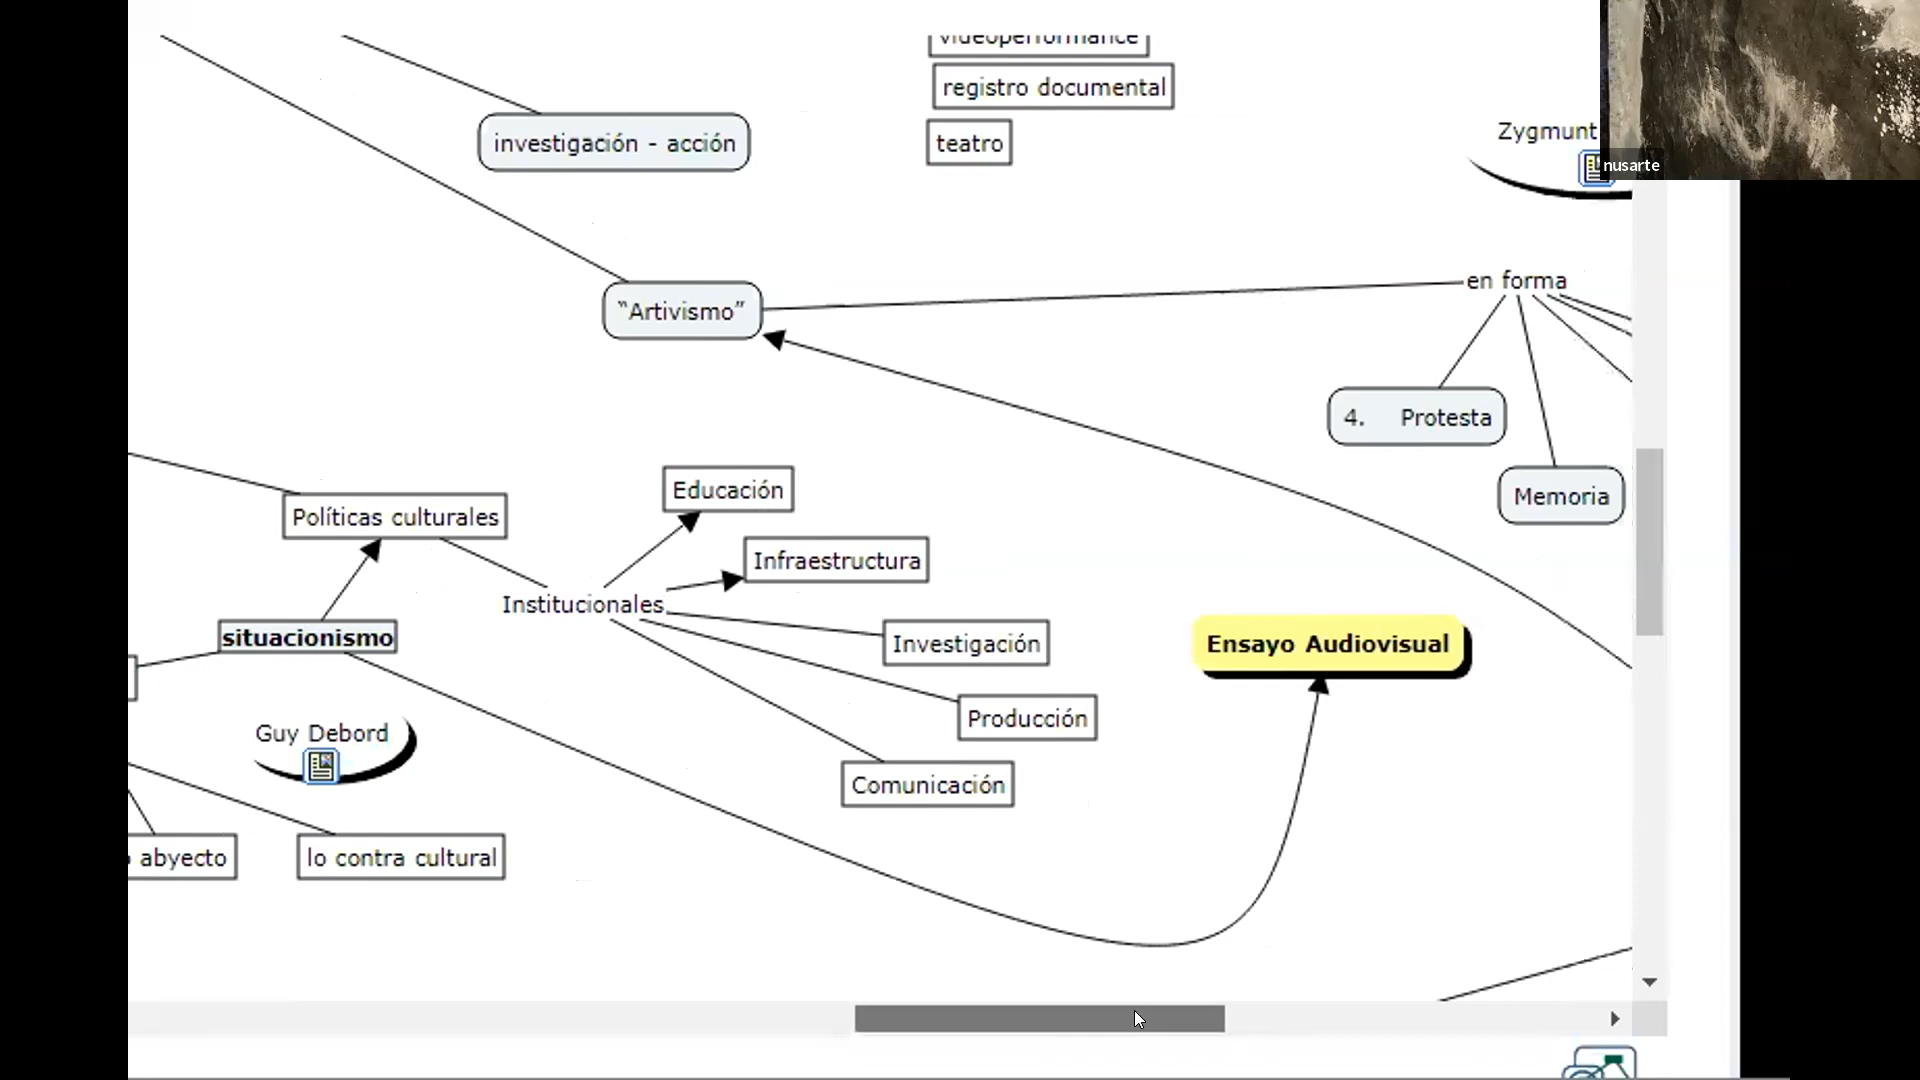 videoperformance
registro documental
teatro
investigación - acción
Zygmunt
nusarte
"Artivismo"
en forma
4. Protesta
Memoria
Educación
Políticas culturales
Infraestructura
Institucionales
situacionismo
Investigación
Ensayo Audiovisual
Producción
Guy Debord
Comunicación
abyecto
lo contra cultural